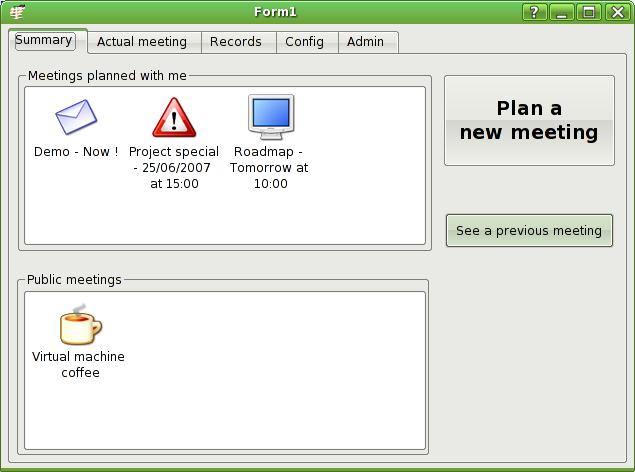 Form1
Summary
Actual meeting
Records
Config
Admin
Meetings planned with me
Demo - Now !
Project special
- 25/06/2007
at 15:00
Roadmap -
Tomorrow at
10:00
Plan a
new meeting
See a previous meeting
Public meetings
Virtual machine
coffee